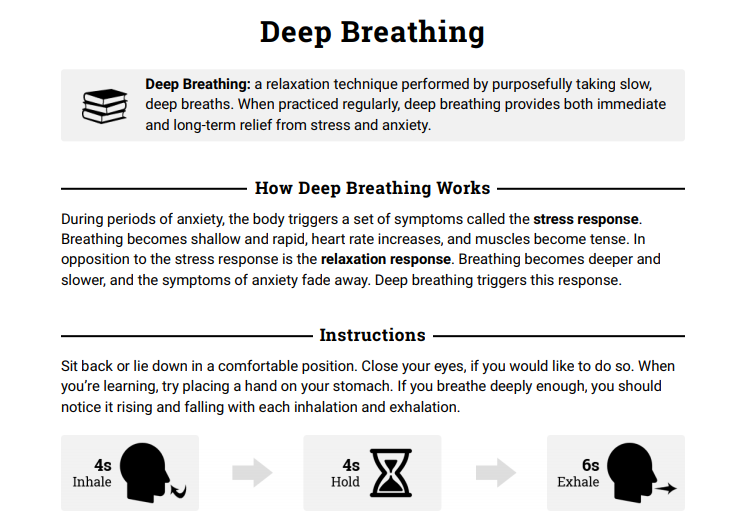 Deep Breathing
Deep Breathing: a relaxation technique performed by purposefully taking slow,
deep breaths. When practiced regularly, deep breathing provides both immediate
and long-term relief from stress and anxiety.
How Deep Breathing Works
During periods of anxiety, the body triggers a set of symptoms called the stress response.
Breathing becomes shallow and rapid, heart rate increases, and muscles become tense. In
opposition to the stress response is the relaxation response. Breathing becomes deeper and
slower, and the symptoms of anxiety fade away. Deep breathing triggers this response.
Instructions
Sit back or lie down in a comfortable position. Close your eyes, if you would like to do so. When
you’re learning, try placing a hand on your stomach. If you breathe deeply enough, you should
notice it rising and falling with each inhalation and exhalation.
4s
Inhale
4s
Hold
6s
Exhale